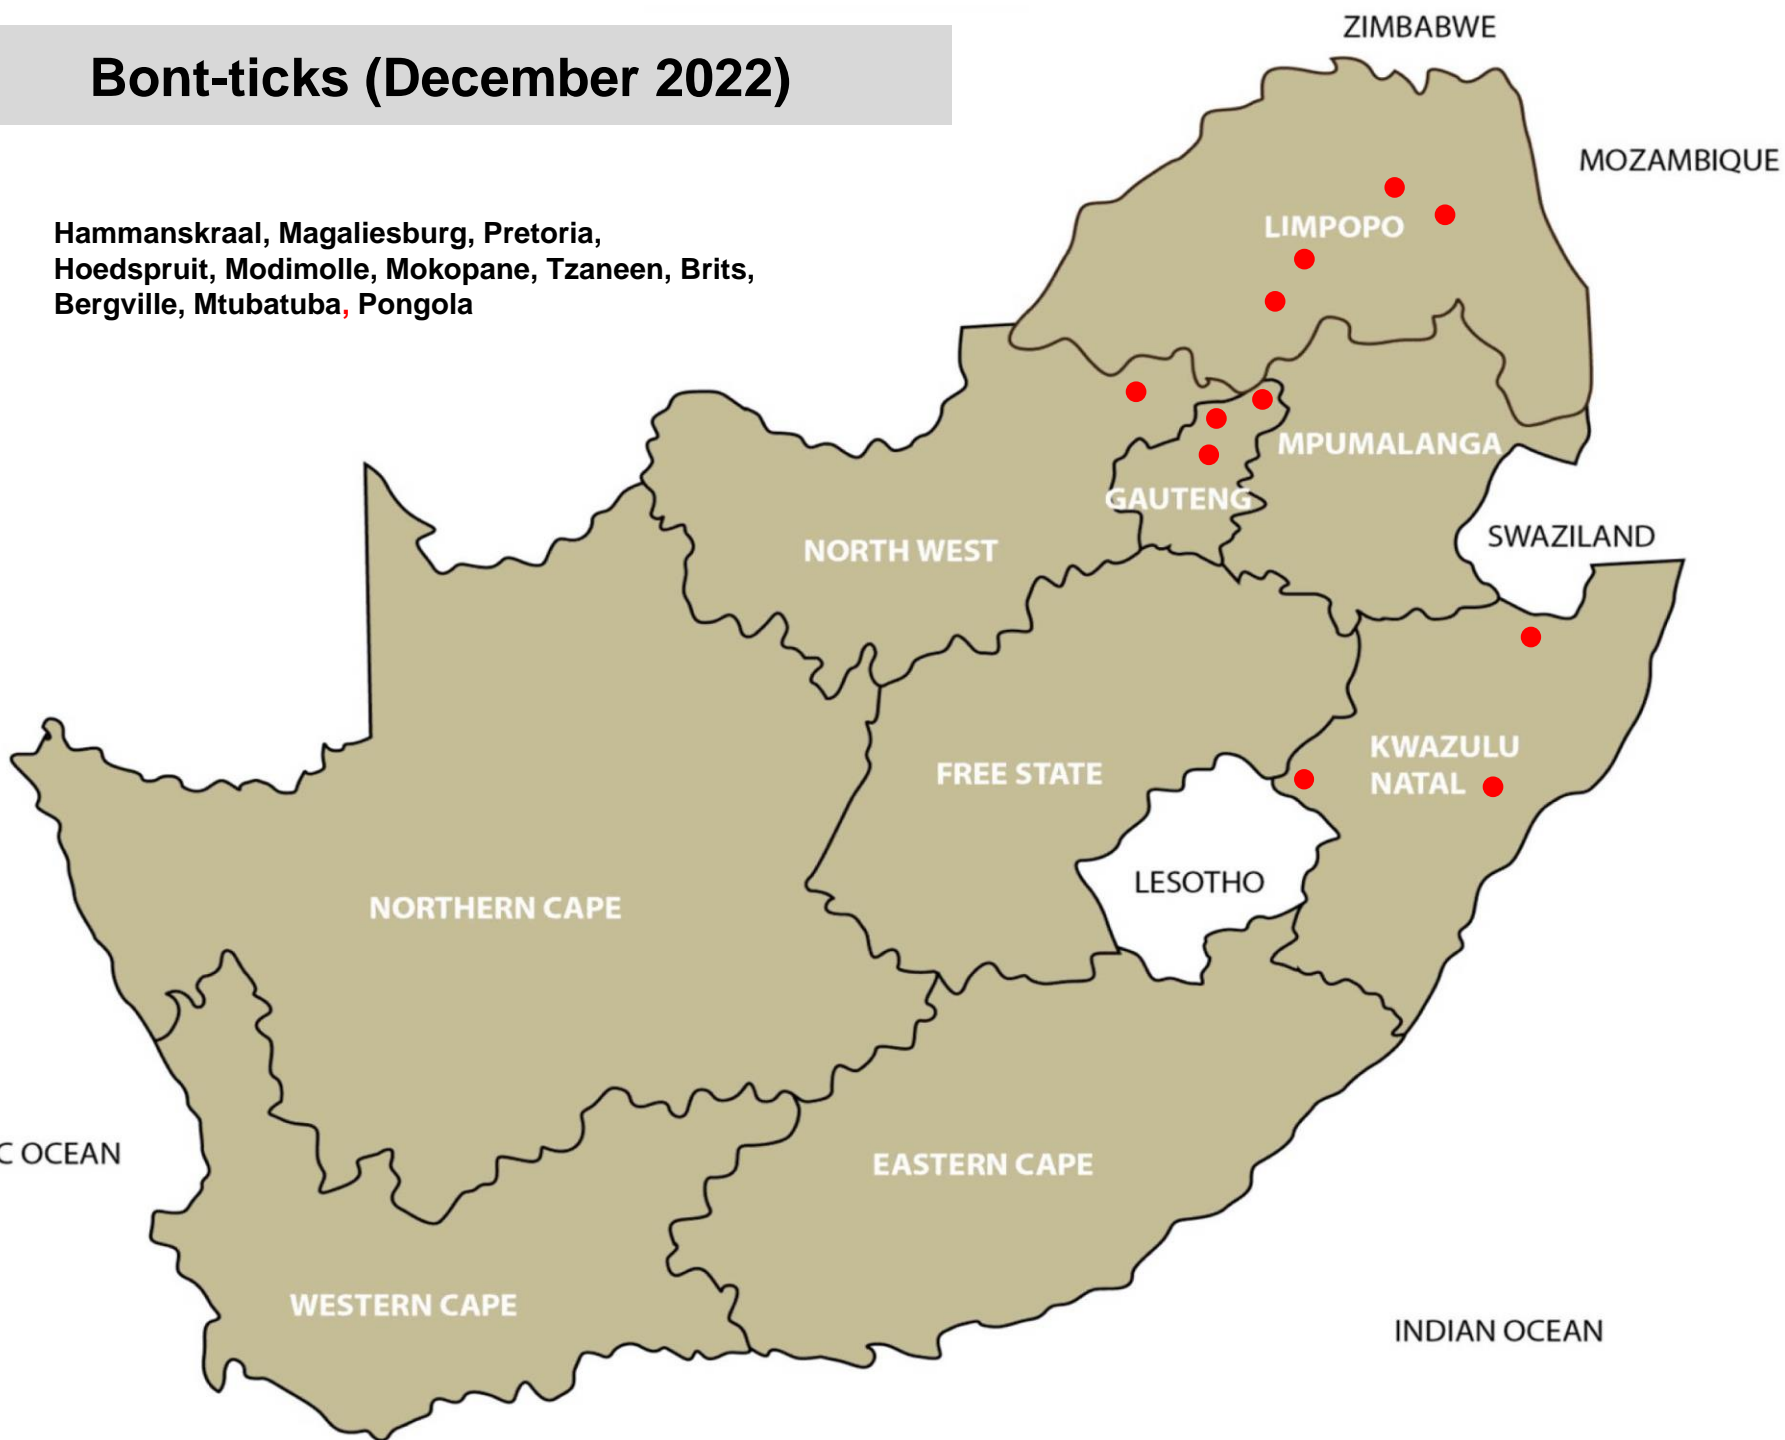 Bont-ticks (December 2022)
Hammanskraal, Magaliesburg, Pretoria,
Hoedspruit, Modimolle, Mokopane, Tzaneen, Brits,
Bergville, Mtubatuba, Pongola
ZIMBABWE
MOZAMBIQUE
LIMPOPO
MPUMALANGA
GAUTENG
NORTH WEST
SWAZILAND
KWAZULU
NATAL
FREE STATE
LESOTHO
NORTHERN CAPE
C OCEAN
EASTERN CAPE
WESTERN CAPE
INDIAN OCEAN